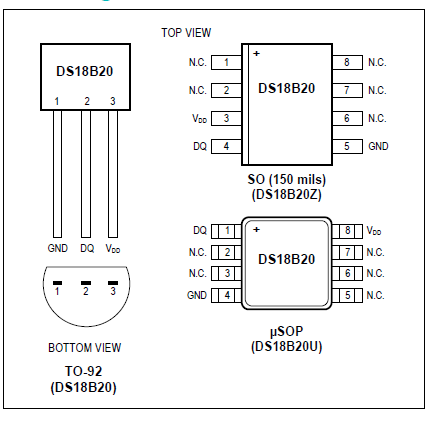 TOP VIEW
DS18B20
1 2 3
GND DQ VDD
1 2 3
BOTTOM VIEW
TO-92
(DS18B20)
+
DS18B20
N.C. 1 8 N.C.
N.C. 2 7 N.C.
VDD 3 6 N.C.
DQ 4 5 GND
SO (150 mils)
(DS18B20Z)
+
DS18B20
DQ 1 8 VDD
N.C. 2 7 N.C.
N.C. 3 6 N.C.
GND 4 5 N.C.
µSOP
(DS18B20U)